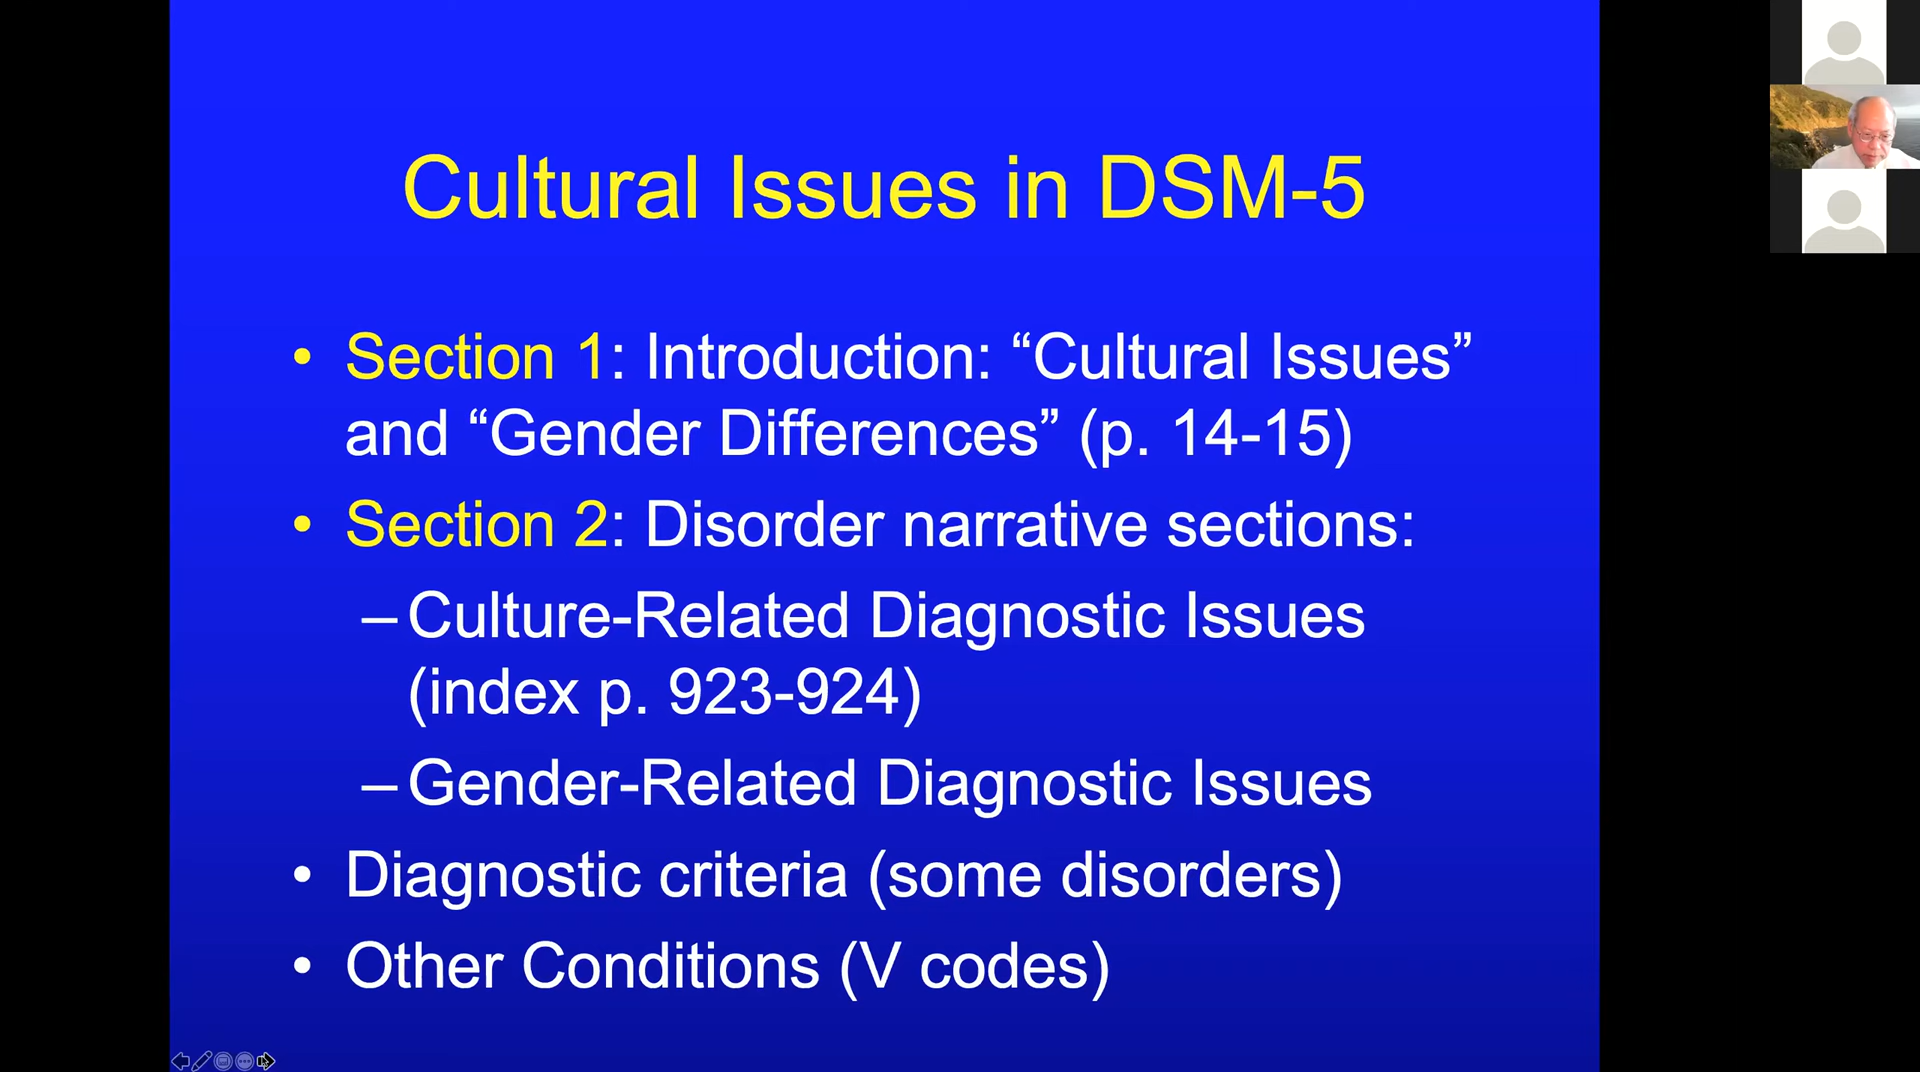 Cultural Issues in DSM-5
• Section 1: Introduction: “Cultural Issues”
and “Gender Differences” (p. 14-15)
• Section 2: Disorder narrative sections:
– Culture-Related Diagnostic Issues
(index p. 923-924)
– Gender-Related Diagnostic Issues
• Diagnostic criteria (some disorders)
• Other Conditions (V codes)